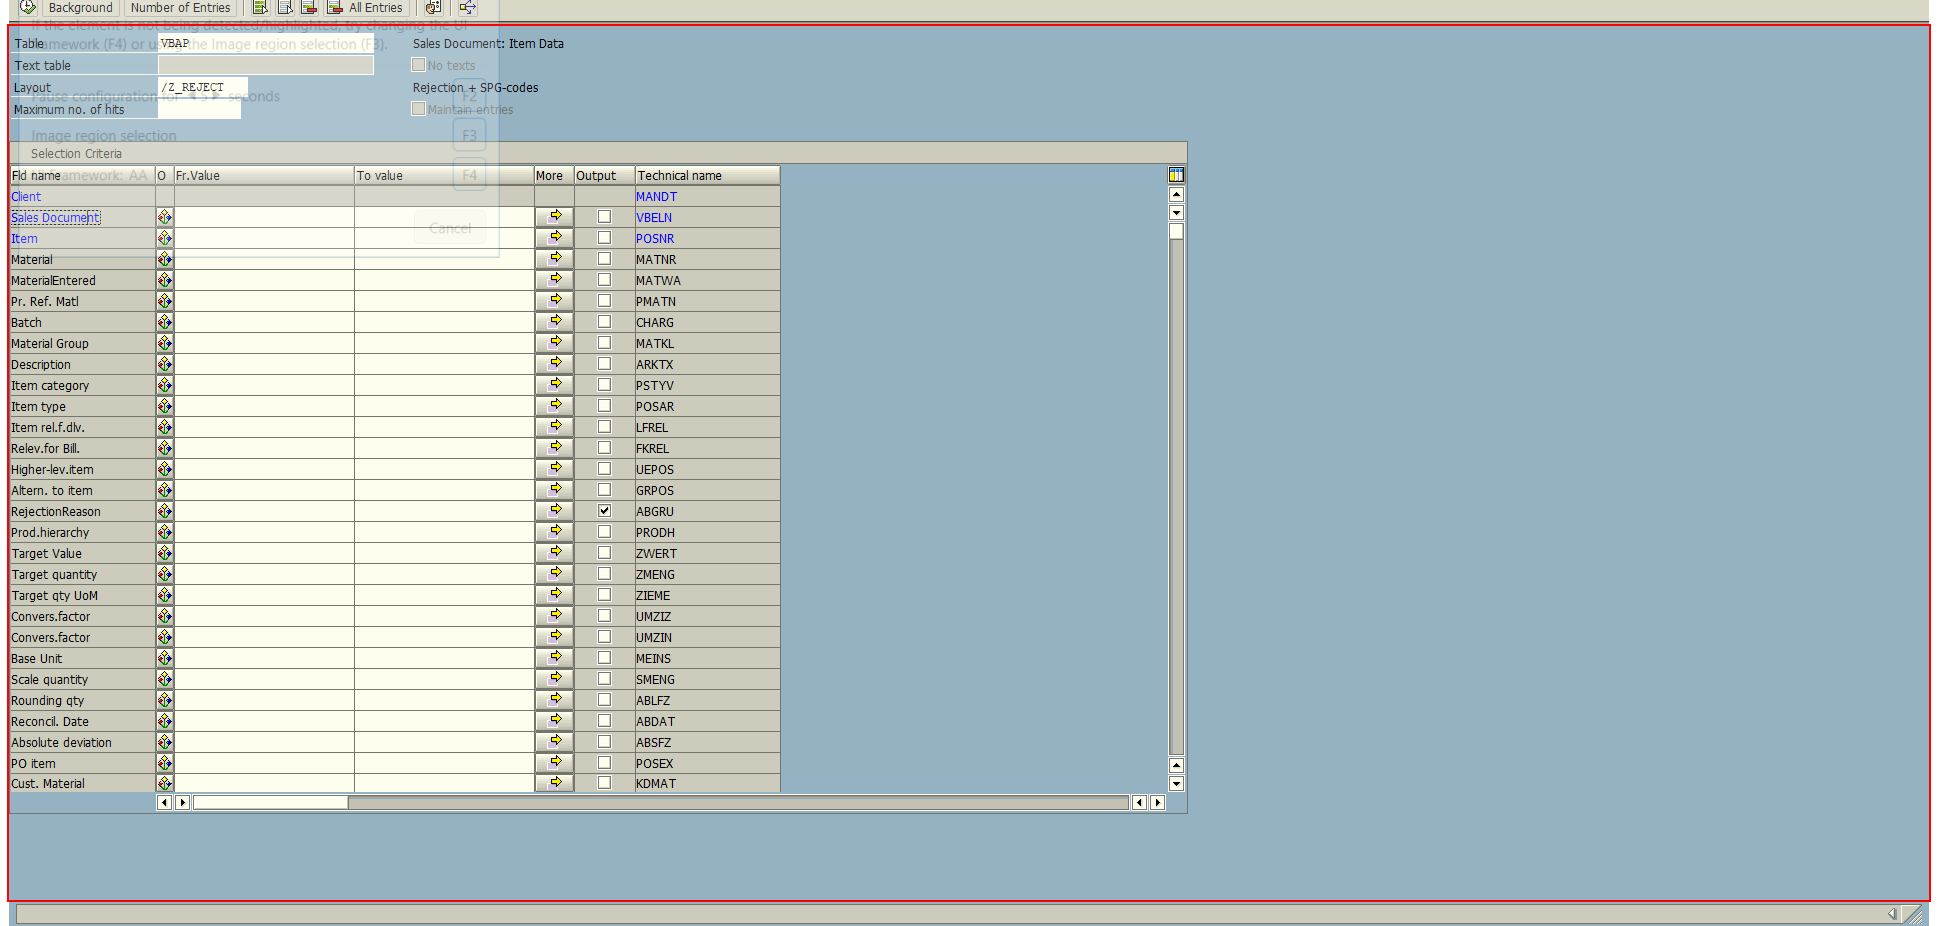 Background Number of Entries All Entries
If the element is not being detected/highlighted, try changing the UI
framework (F4) or using the Image region selection (F3).
Table VBAP Sales Document: Item Data
Text table No texts
Layout /Z_REJECT Rejection + SPG-codes
Pause configuration for 5 seconds F2
Maximum no. of hits Maintain entries
Image region selection F3
Selection Criteria
UI Framework: AA F4
Fld name O Fr.Value To value More Output Technical name
Client MANDT
Sales Document VBELN
Cancel
Item POSNR
Material MATNR
MaterialEntered MATWA
Pr. Ref. Matl PMATN
Batch CHARG
Material Group MATKL
Description ARKTX
Item category PSTYV
Item type POSAR
Item rel.f.dlv. LFREL
Relev.for Bill. FKREL
Higher-lev.item UEPOS
Altern. to item GRPOS
RejectionReason ABGRU
Prod.hierarchy PRODH
Target Value ZWERT
Target quantity ZMENG
Target qty UoM ZIEME
Convers.factor UMZIZ
Convers.factor UMZIN
Base Unit MEINS
Scale quantity SMENG
Rounding qty ABLFZ
Reconcil. Date ABDAT
Absolute deviation ABSFZ
PO item POSEX
Cust. Material KDMAT